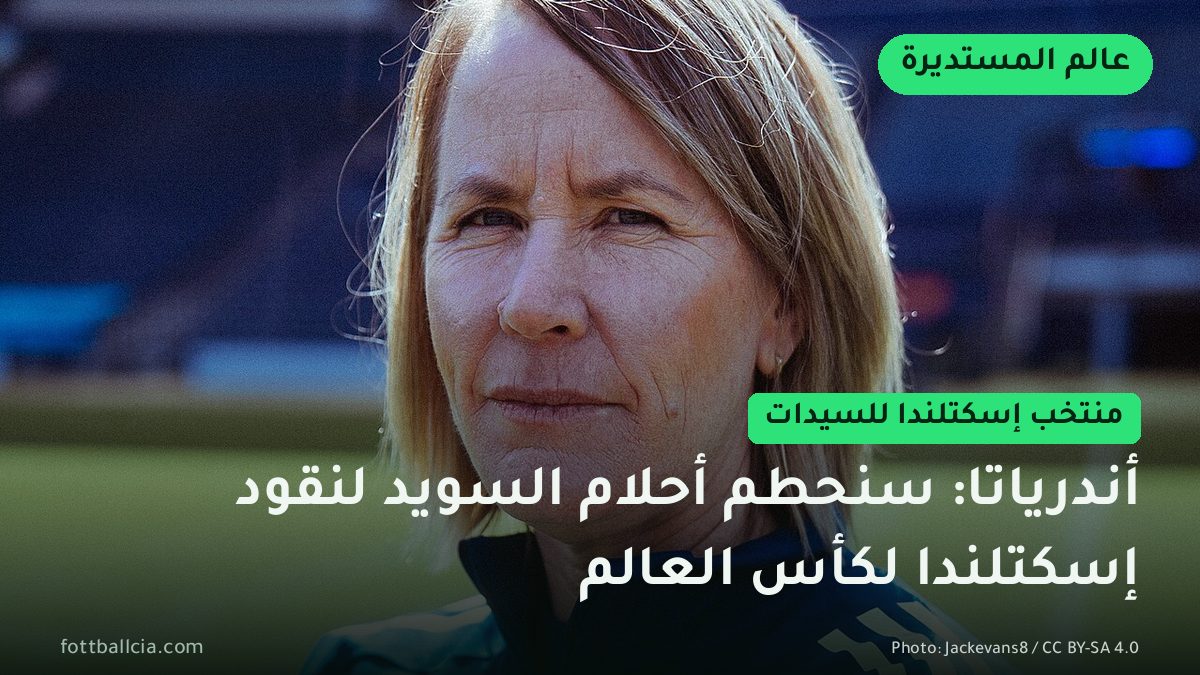 عالم المستديرة
منتخب إسكتلندا للسيدات
أندرياتا: سنحطم أحلام السويد لنقود
إسكتلندا لكأس العالم
fottballcia.com
Photo: Jackevans8 / CC BY-SA 4.0